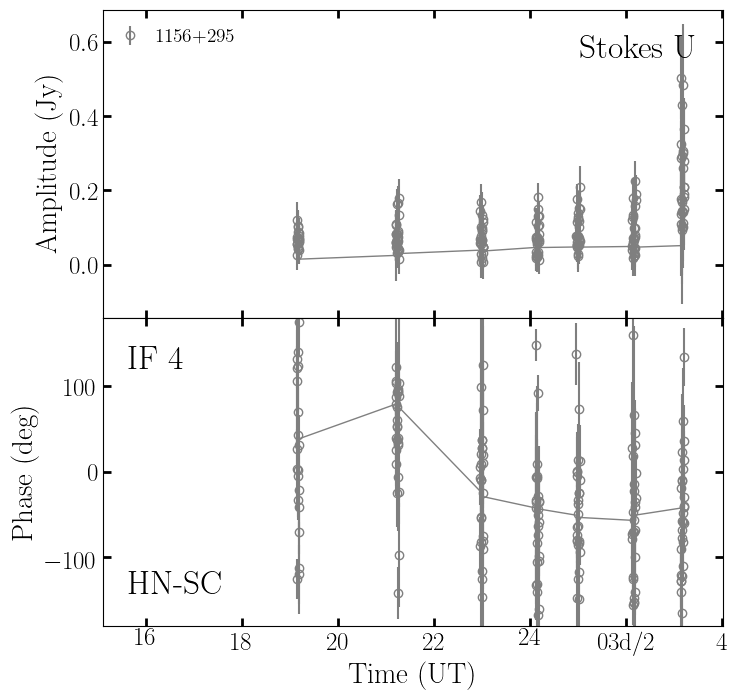 1156+295
Stokes U
0.6
0.4
0.2
0.0
Amplitude (Jy)
IF 4
100
0
−100
Phase (deg)
HN-SC
16 18 20 22 24 03d/2 4
Time (UT)